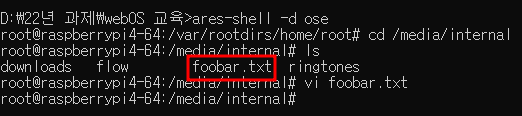 D:₩22년 과제₩webOS 교육>ares-shell -d ose
root@raspberrypi4-64:/var/rootdirs/home/root# cd /media/internal
root@raspberrypi4-64:/media/internal# ls
downloads flow foobar.txt ringtones
root@raspberrypi4-64:/media/internal# vi foobar.txt
root@raspberrypi4-64:/media/internal#